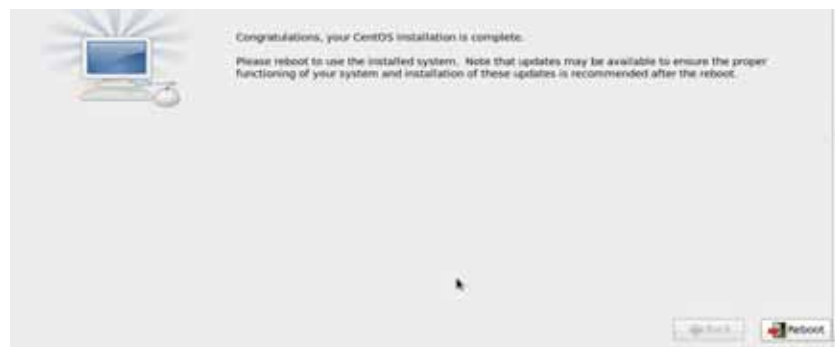 Congratulations, your CentOS installation is complete.
Please reboot to use the installed system. Note that updates may be available to ensure the proper
functioning of your system and installation of these updates is recommended after the reboot.
Back
Reboot